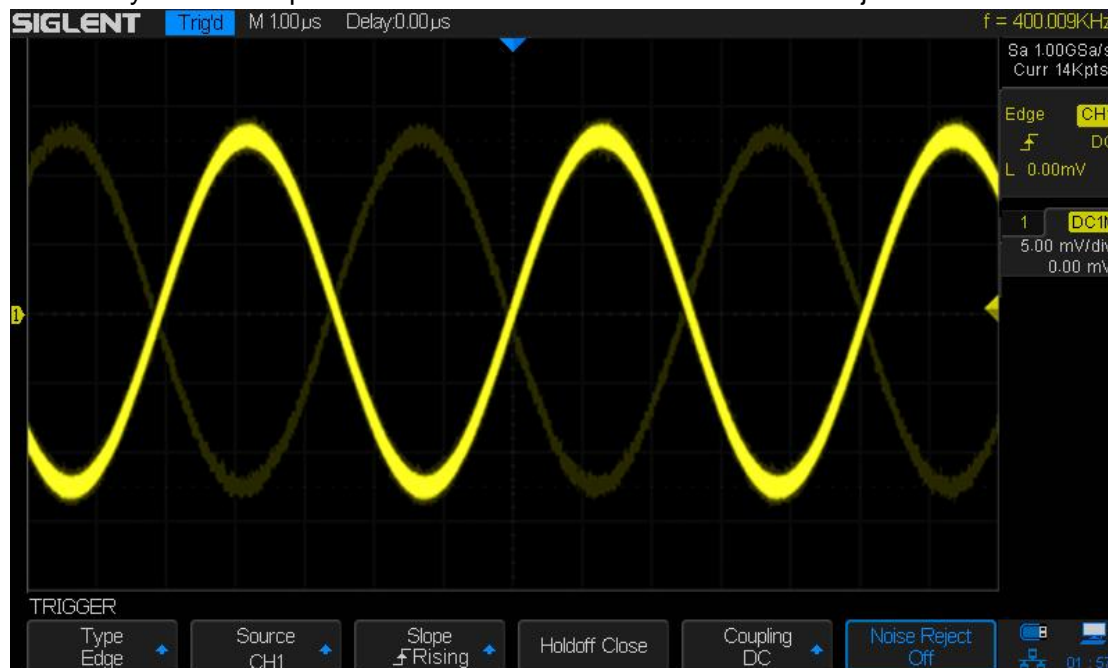 SIGLENT Trig'd M 1.00µs Delay:0.00µs f = 400.009KHz
Sa 1.00GSa/s
Curr 14Kpts
Edge CH1
DC
L 0.00mV
1 DC1M
5.00 mV/div
0.00 mV
1
TRIGGER
Type
Edge
Source
CH1
Slope
Rising
Holdoff Close
Coupling
DC
Noise Reject
Off